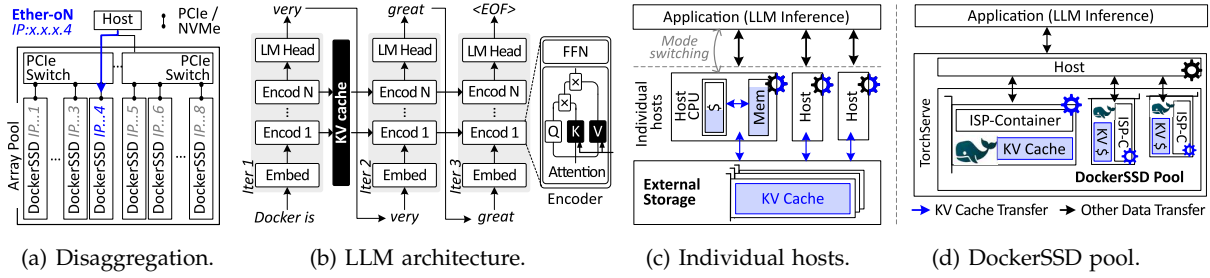 Ether-oN
IP:x.x.x.4
Host
PCIe /
NVMe
PCIe
Switch
PCIe
Switch
Array Pool
DockerSSD IP...1
...
DockerSSD IP...3
DockerSSD IP...4
DockerSSD IP...5
DockerSSD IP...6
...
DockerSSD IP...8
(a) Disaggregation.
very
great
<EOF>
LM Head
LM Head
LM Head
Encod N
Encod N
Encod N
KV cache
Encod 1
Encod 1
Encod 1
Embed
Embed
Embed
Iter 1
Iter 2
Iter 3
Docker is
very
great
FFN
×
×
Q
K
V
Attention
Encoder
(b) LLM architecture.
Application (LLM Inference)
Mode
switching
Individual
hosts
Host
CPU
$
Mem
Host
Host
External
Storage
KV Cache
(c) Individual hosts.
Application (LLM Inference)
Host
TorchServe
ISP-Container
KV Cache
ISP-C
KV $
ISP-C
KV $
DockerSSD Pool
KV Cache Transfer
Other Data Transfer
(d) DockerSSD pool.